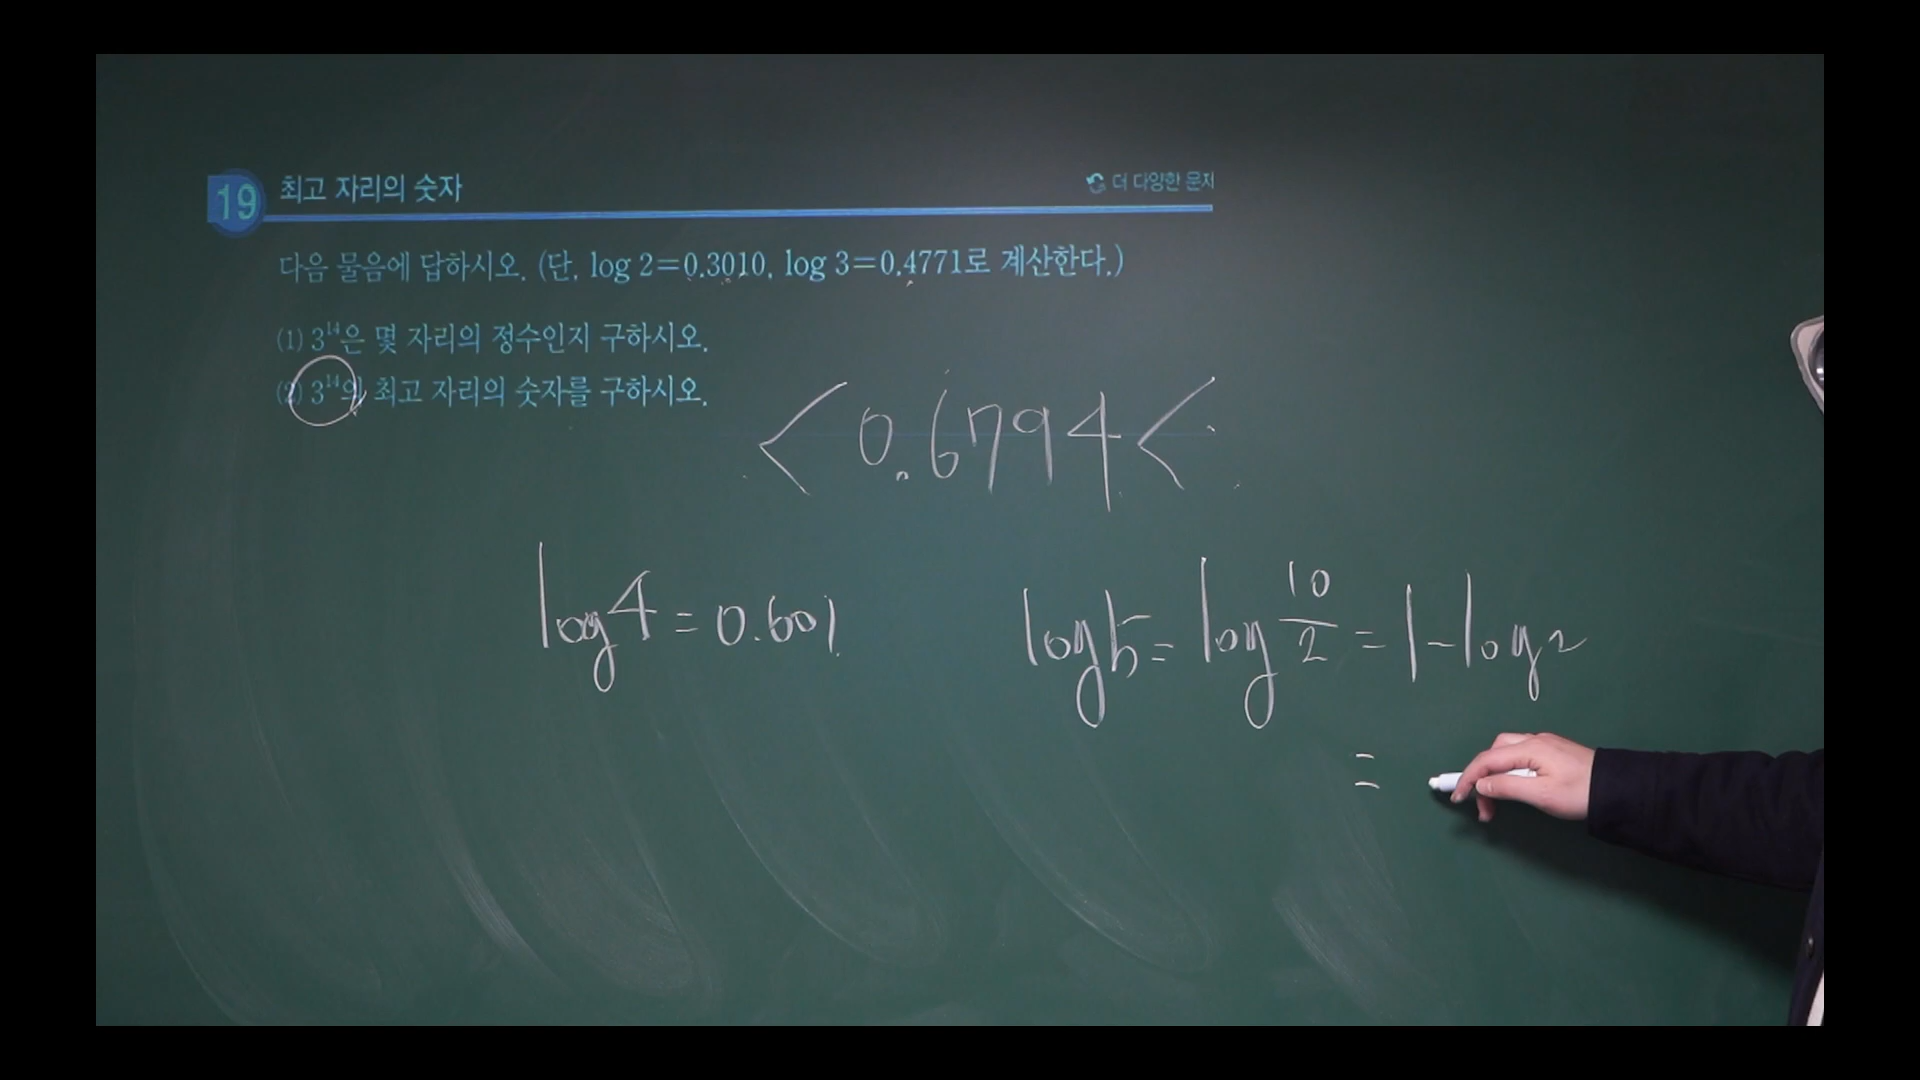 19 최고 자리의 숫자
더 다양한 문제
다음 물음에 답하시오. (단, log 2=0.3010, log 3=0.4771로 계산한다.)
(1) 3¹⁴은 몇 자리의 정수인지 구하시오.
(2) 3¹⁴의 최고 자리의 숫자를 구하시오.
< 0.6794 <
log4 = 0.601
log5 = log 10/2 = 1-log2
=